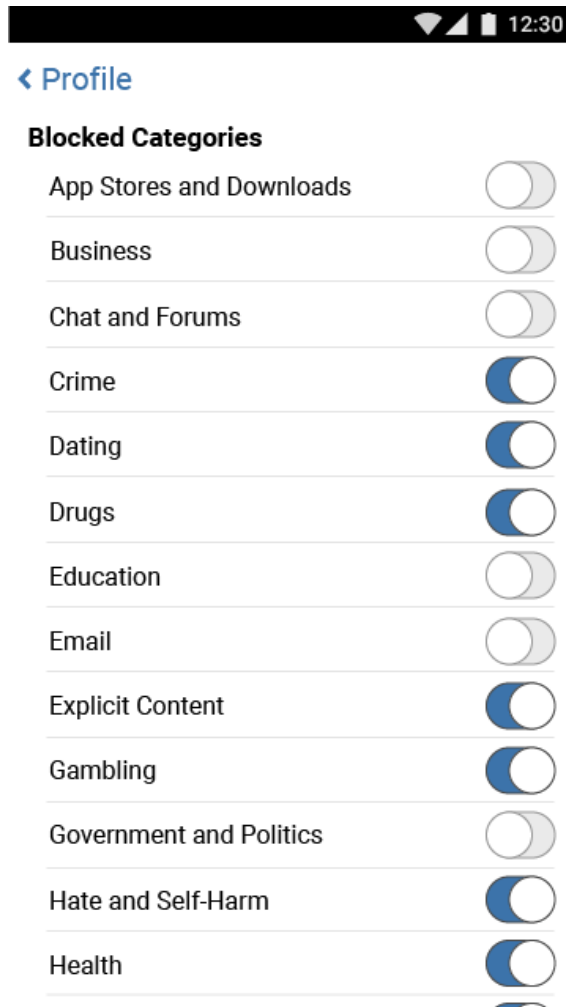 12:30
Profile
Blocked Categories
App Stores and Downloads
Business
Chat and Forums
Crime
Dating
Drugs
Education
Email
Explicit Content
Gambling
Government and Politics
Hate and Self-Harm
Health